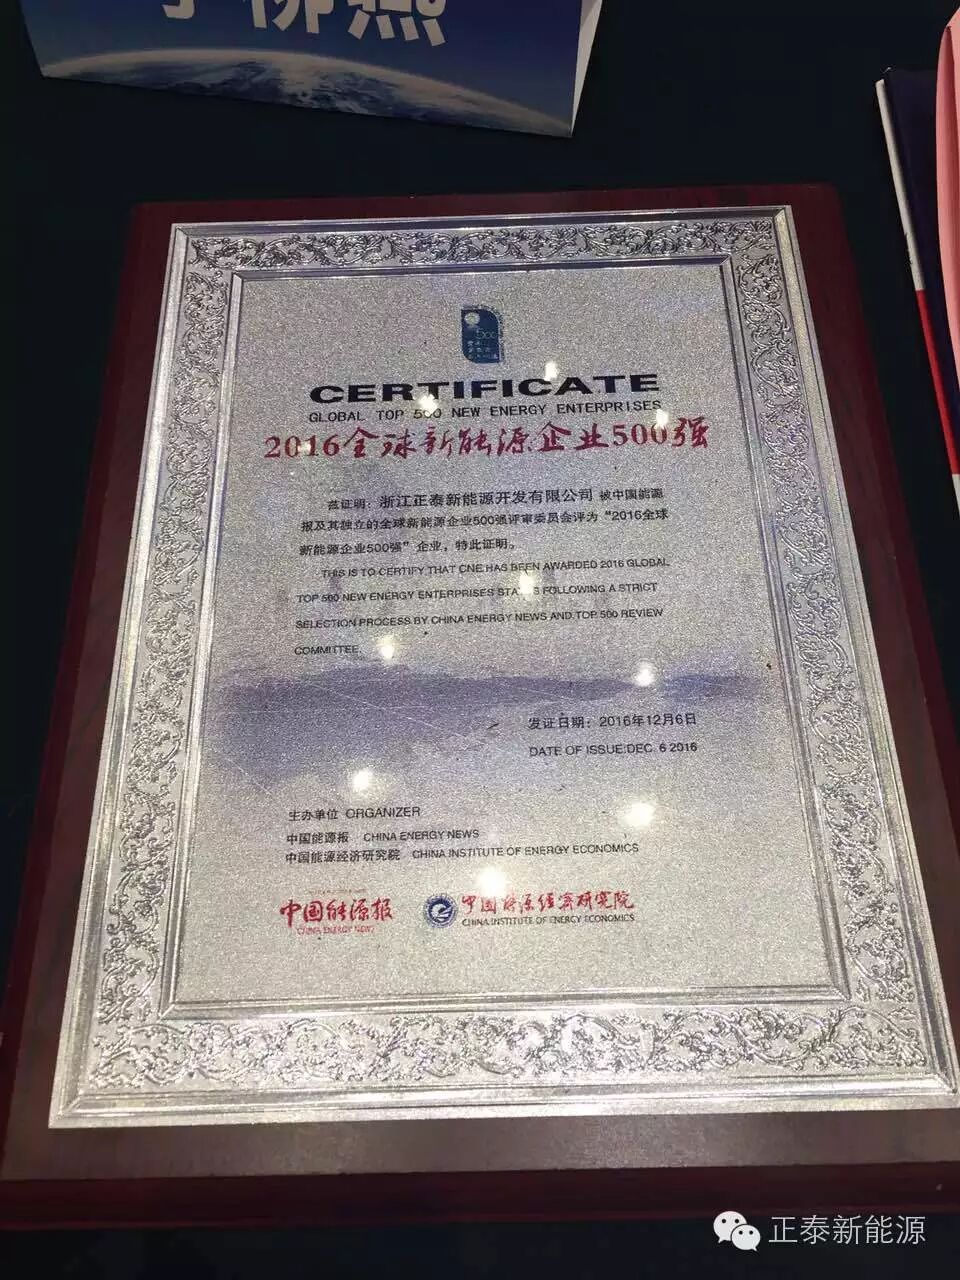 CERTIFICATE
GLOBAL TOP 500 NEW ENERGY ENTERPRISES
2016全球新能源企业500强
兹证明：浙江正泰新能源开发有限公司 被中国能源
报及其独立的全球新能源企业500强评审委员会评为“2016全球
新能源企业500强”企业，特此证明。
THIS IS TO CERTIFY THAT CNE HAS BEEN AWARDED 2016 GLOBAL
TOP 500 NEW ENERGY ENTERPRISES STATUS FOLLOWING A STRICT
SELECTION PROCESS BY CHINA ENERGY NEWS AND TOP 500 REVIEW
COMMITTEE.
发证日期：2016年12月6日
DATE OF ISSUE:DEC. 6 2016
主办单位 ORGANIZER
中国能源报 CHINA ENERGY NEWS
中国能源经济研究院 CHINA INSTITUTE OF ENERGY ECONOMICS
中国能源报
CHINA ENERGY NEWS
中国能源经济研究院
CHINA INSTITUTE OF ENERGY ECONOMICS
正泰新能源